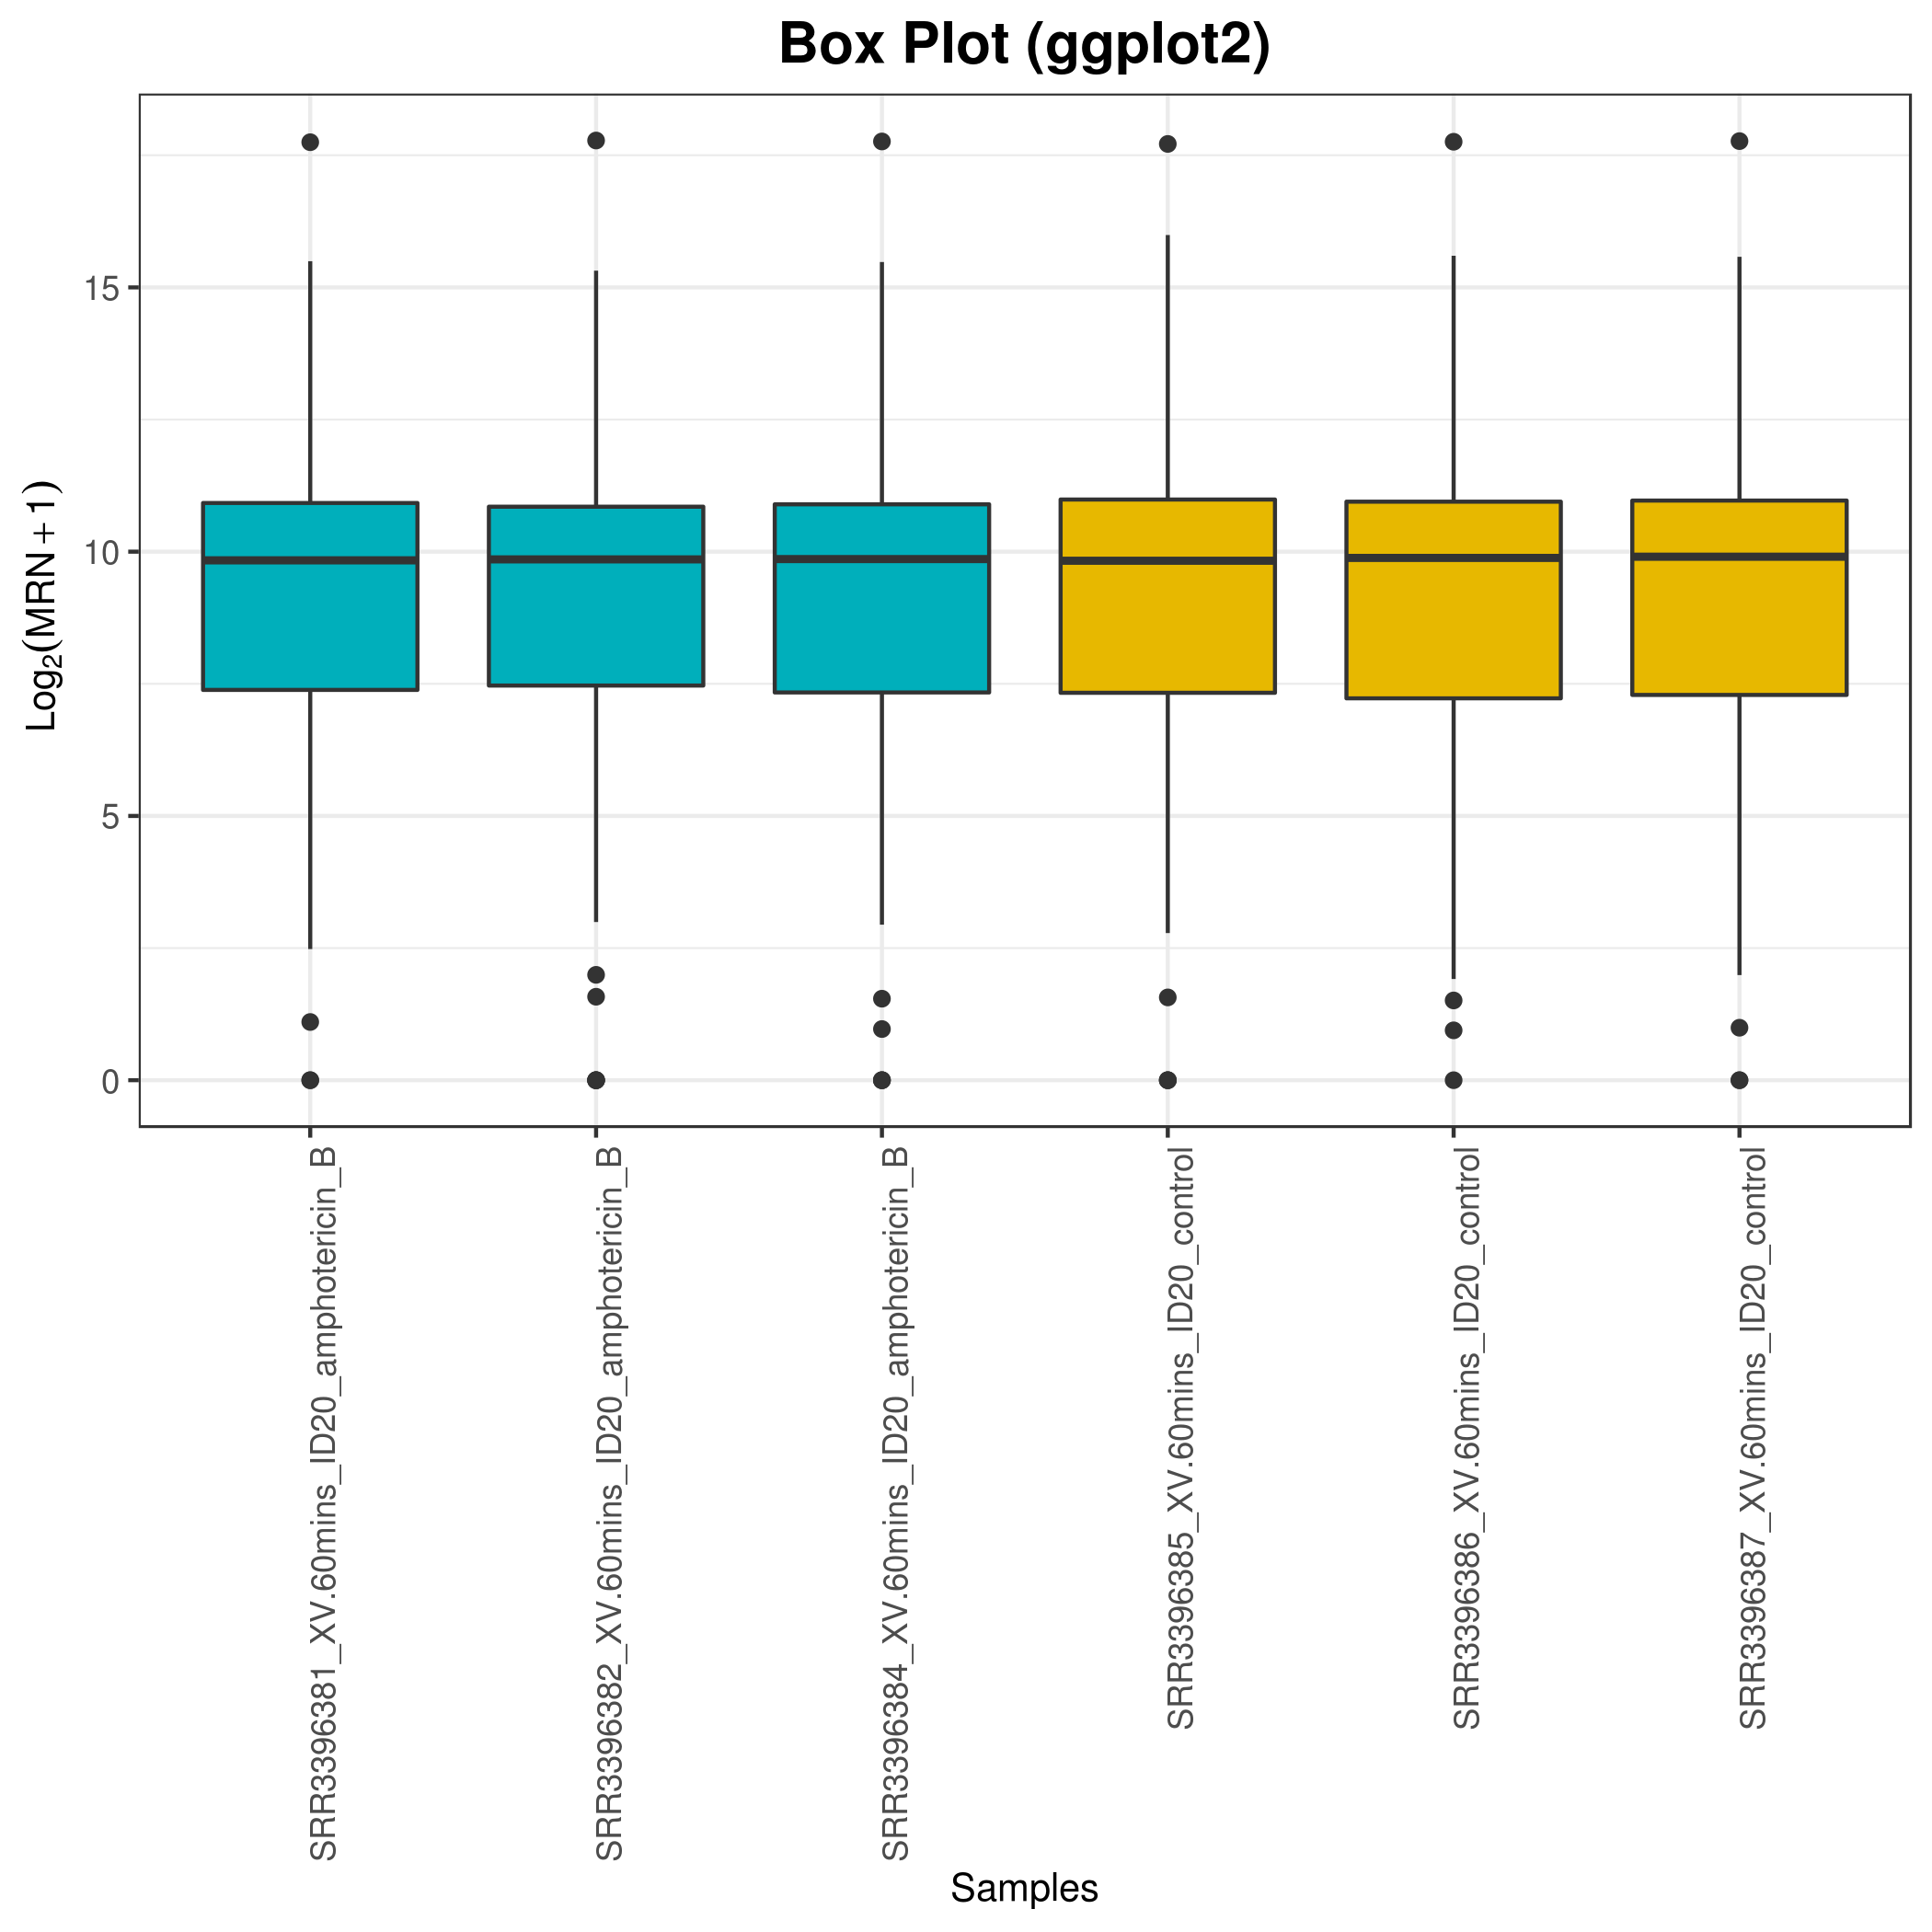 Box Plot (ggplot2)
Log₂(MRN + 1)
15
10
5
0
SRR3396381_XV.60mins_ID20_amphotericin_B
SRR3396382_XV.60mins_ID20_amphotericin_B
SRR3396384_XV.60mins_ID20_amphotericin_B
SRR3396385_XV.60mins_ID20_control
SRR3396386_XV.60mins_ID20_control
SRR3396387_XV.60mins_ID20_control
Samples